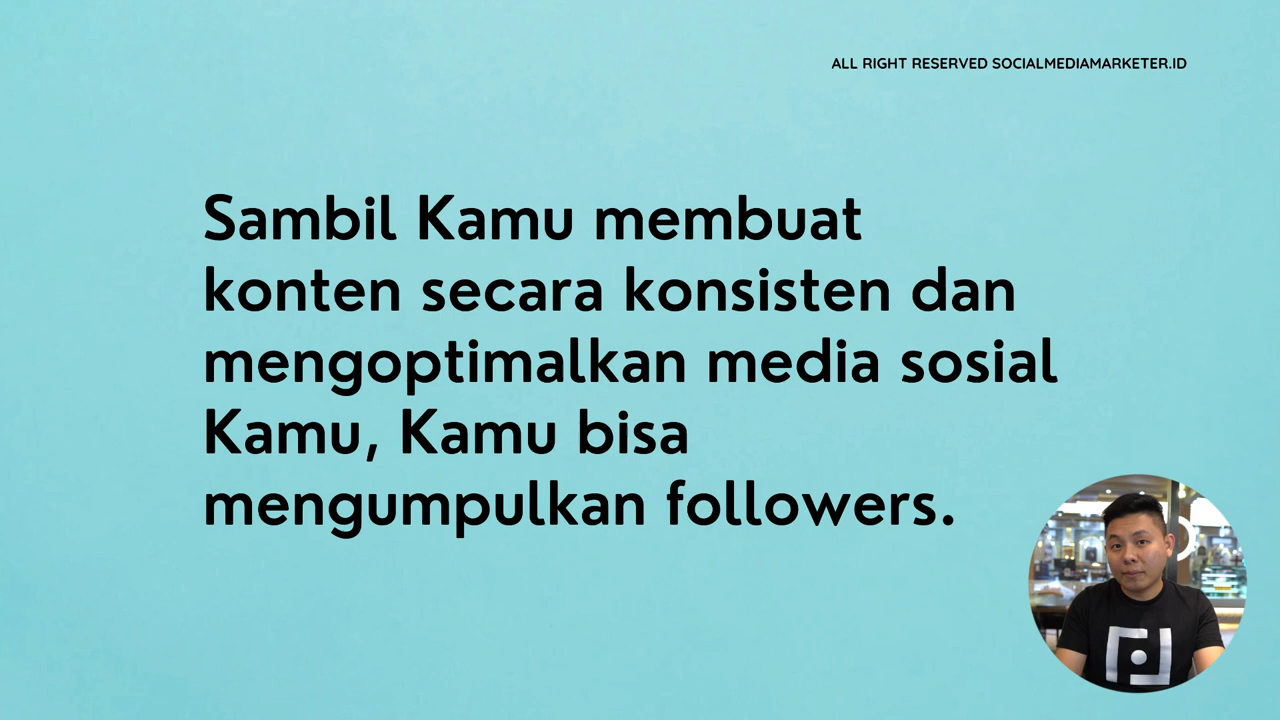 ALL RIGHT RESERVED SOCIALMEDIAMARKETER.ID
Sambil Kamu membuat
konten secara konsisten dan
mengoptimalkan media sosial
Kamu, Kamu bisa
mengumpulkan followers.